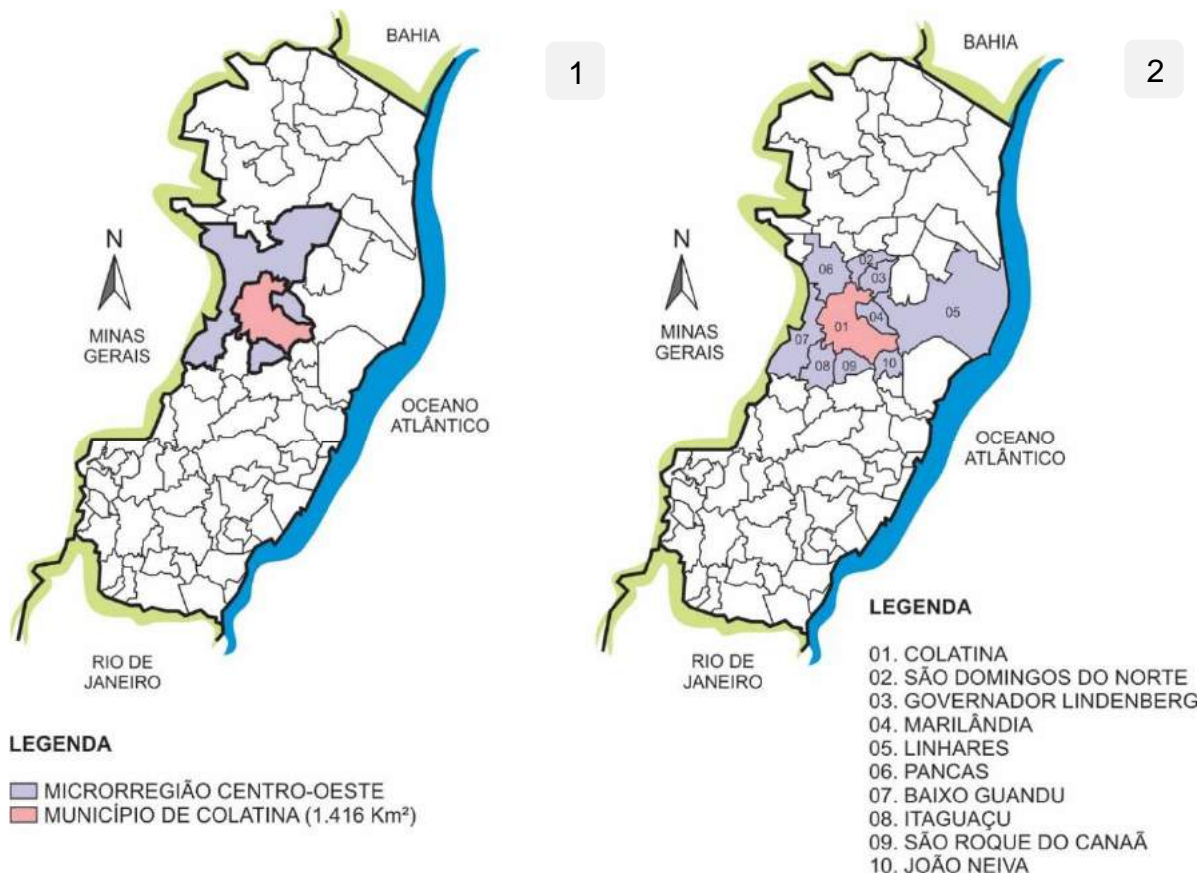 BAHIA
1
N
MINAS
GERAIS
OCEANO
ATLÂNTICO
RIO DE
JANEIRO
LEGENDA
MICRORREGIÃO CENTRO-OESTE
MUNICÍPIO DE COLATINA (1.416 Km²)
BAHIA
2
N
MINAS
GERAIS
02
06
03
05
04
01
07
08
09
10
OCEANO
ATLÂNTICO
RIO DE
JANEIRO
LEGENDA
01. COLATINA
02. SÃO DOMINGOS DO NORTE
03. GOVERNADOR LINDENBERG
04. MARILÂNDIA
05. LINHARES
06. PANCAS
07. BAIXO GUANDU
08. ITAGUAÇU
09. SÃO ROQUE DO CANAÃ
10. JOÃO NEIVA